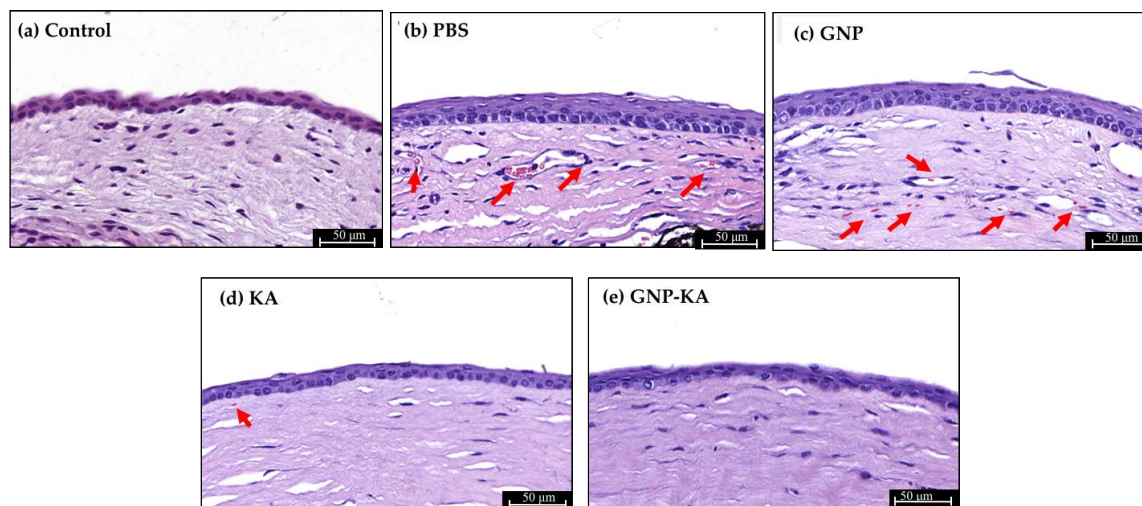 (a) Control
(b) PBS
(c) GNP
50 µm
50 µm
50 µm
(d) KA
(e) GNP-KA
50 µm
50 µm